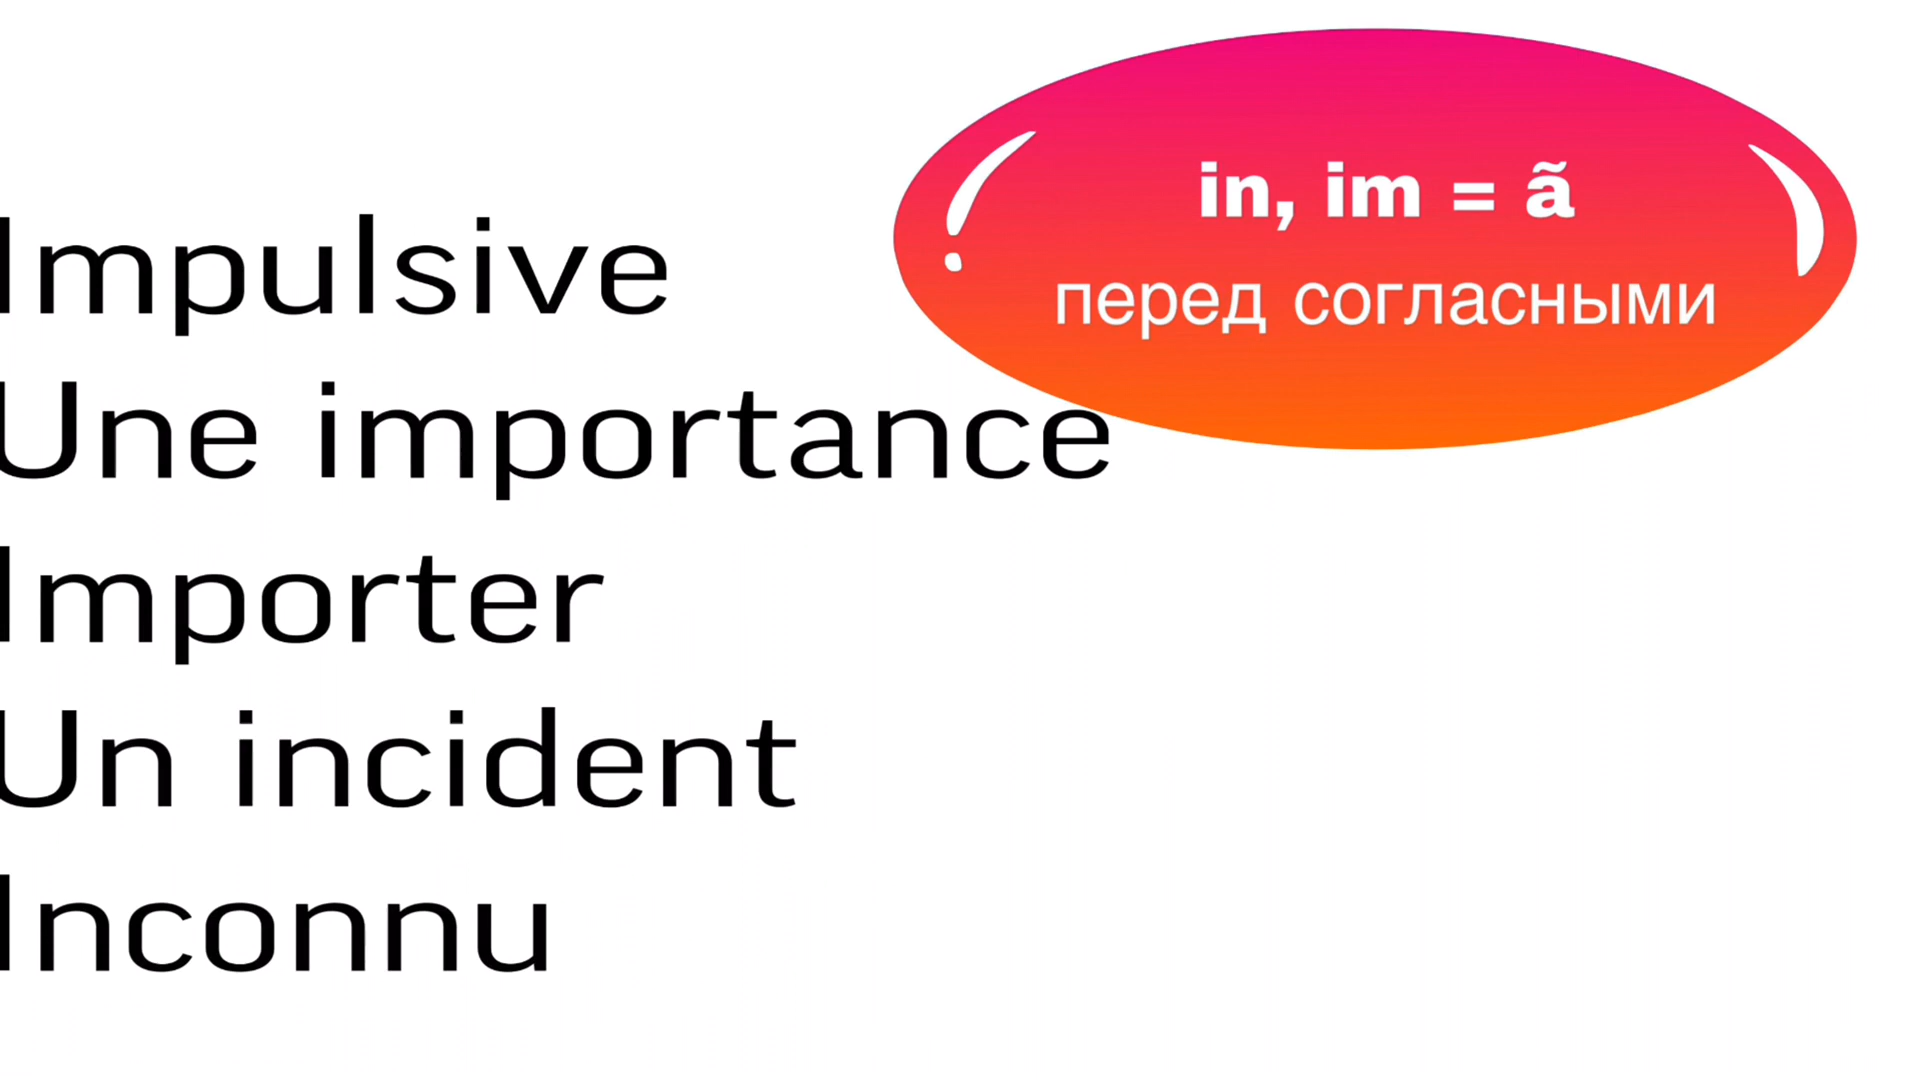 in, im = ã
перед согласными
Impulsive
Une importance
Importer
Un incident
Inconnu